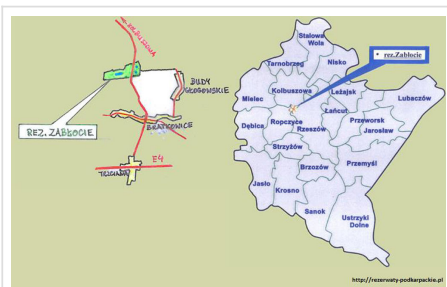 KOLBUSZOWA
BUDY
GŁOGOWSKIE
REZ. ZABŁOCIE
BRATKOWICE
E4
TRZCIANA
Stalowa
Wola
rez.Zabłocie
Tarnobrzeg
Nisko
Mielec
Kolbuszowa
Leżajsk
Lubaczów
Łańcut
Dębica
Ropczyce
Przeworsk
Rzeszów
Jarosław
Strzyżów
Jasło
Krosno
Brzozów
Przemyśl
Sanok
Ustrzyki
Dolne
http://rezerwaty-podkarpackie.pl